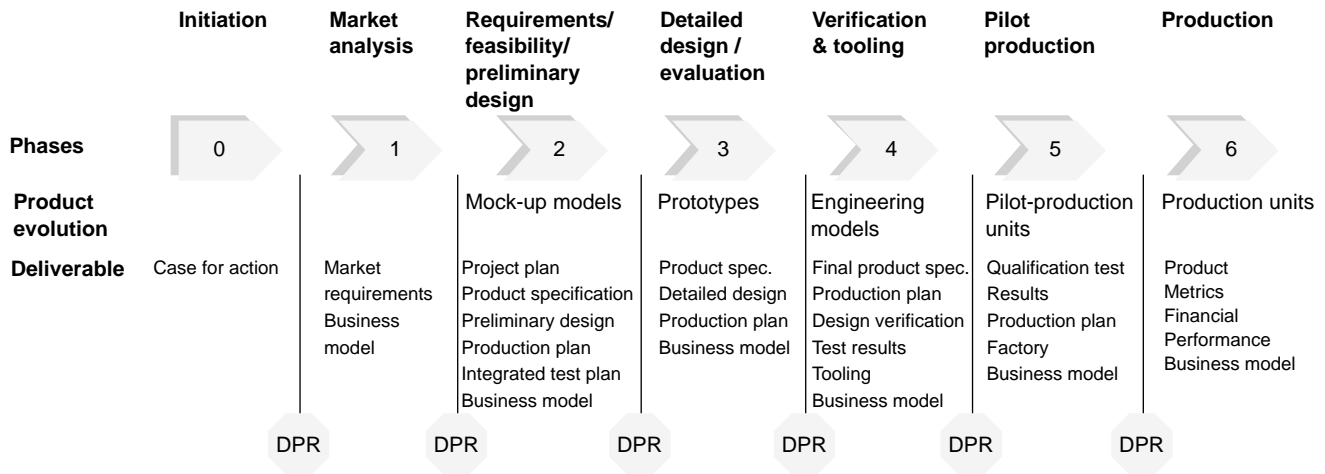 Initiation
Market
analysis
Requirements/
feasibility/
preliminary
design
Detailed
design /
evaluation
Verification
& tooling
Pilot
production
Production
Phases
0
1
2
3
4
5
6
Product
evolution
Mock-up models
Prototypes
Engineering
models
Pilot-production
units
Production units
Deliverable
Case for action
Market
requirements
Business
model
Project plan
Product specification
Preliminary design
Production plan
Integrated test plan
Business model
Product spec.
Detailed design
Production plan
Business model
Final product spec.
Production plan
Design verification
Test results
Tooling
Business model
Qualification test
Results
Production plan
Factory
Business model
Product
Metrics
Financial
Performance
Business model
DPR
DPR
DPR
DPR
DPR
DPR